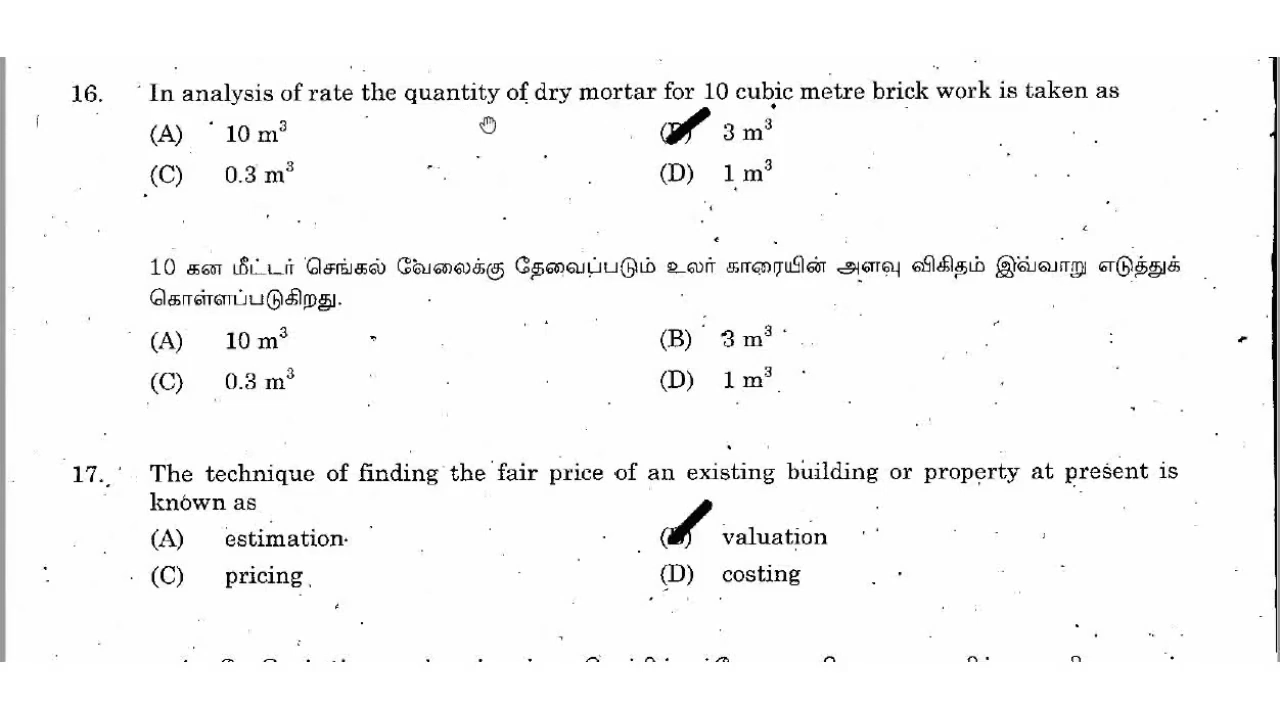 16. In analysis of rate the quantity of dry mortar for 10 cubic metre brick work is taken as
(A) 10 m³ (B) 3 m³
(C) 0.3 m³ (D) 1 m³
10 கன மீட்டர் செங்கல் வேலைக்கு தேவைப்படும் உலர் காரையின் அளவு விகிதம் இவ்வாறு எடுத்துக்
கொள்ளப்படுகிறது.
(A) 10 m³ (B) 3 m³
(C) 0.3 m³ (D) 1 m³
17. The technique of finding the fair price of an existing building or property at present is
known as
(A) estimation (B) valuation
(C) pricing (D) costing